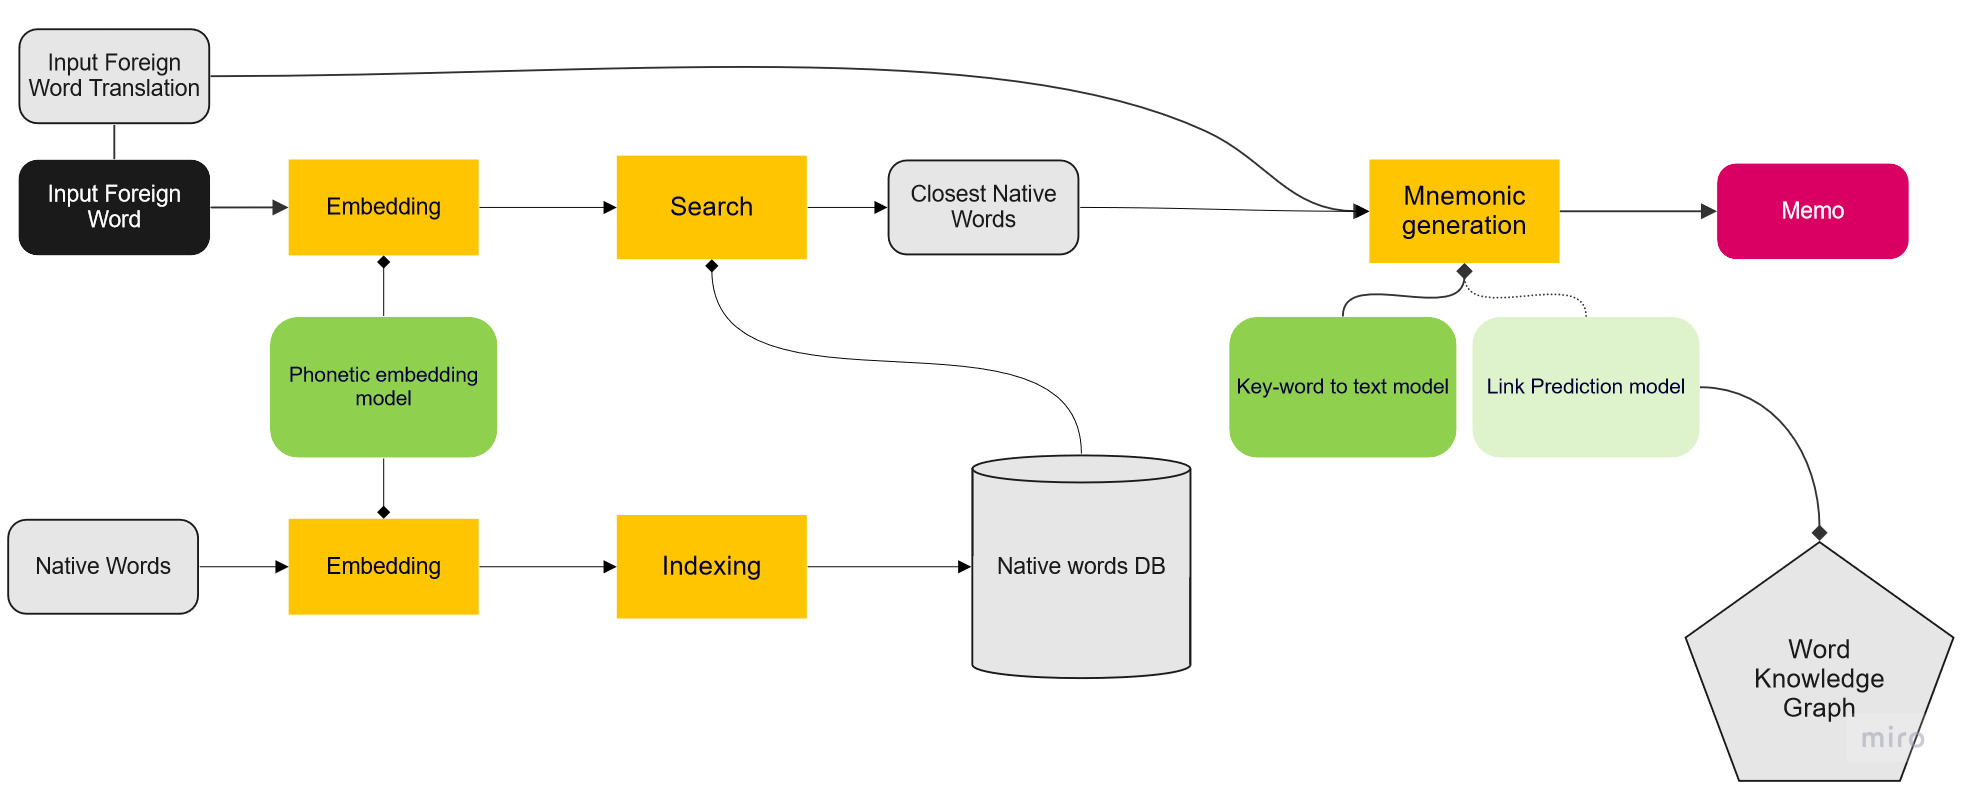 Input Foreign
Word Translation
Input Foreign
Word
Embedding
Search
Closest Native
Words
Mnemonic
generation
Memo
Phonetic embedding
model
Key-word to text model
Link Prediction model
Native Words
Embedding
Indexing
Native words DB
Word
Knowledge
Graph
miro